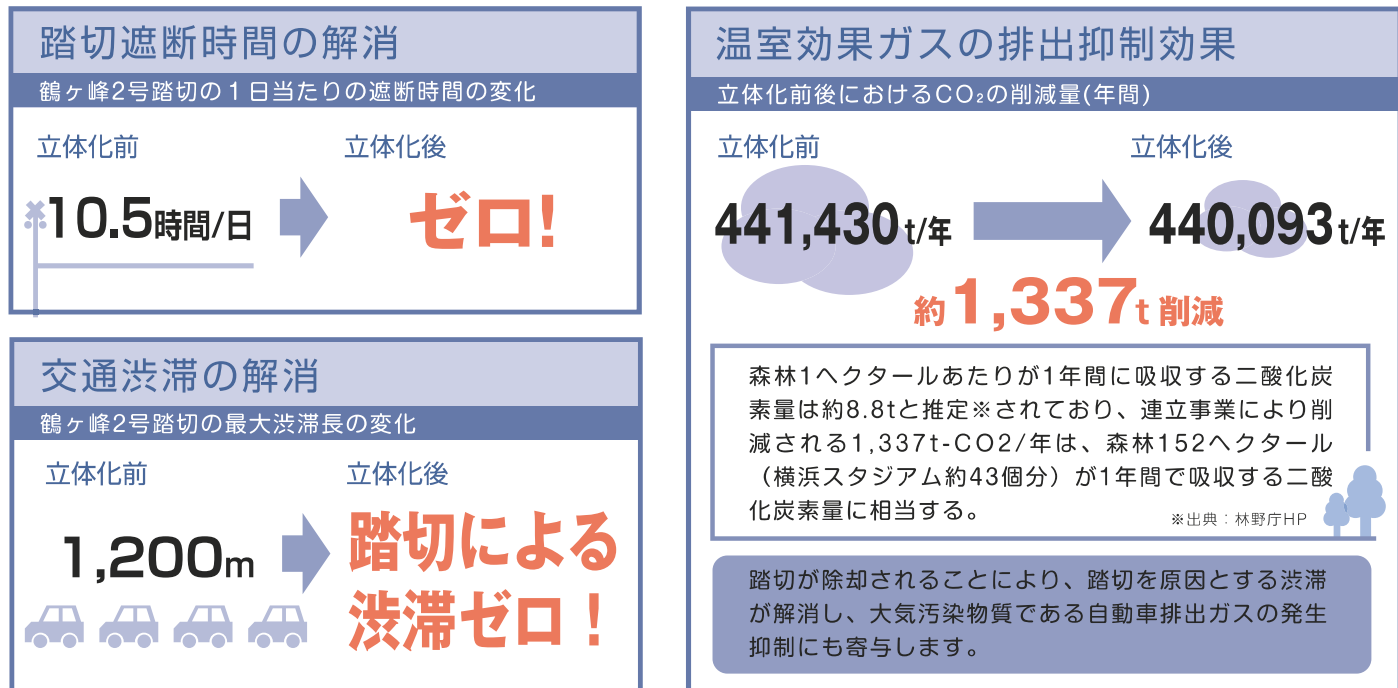 踏切遮断時間の解消
鶴ヶ峰2号踏切の1日当たりの遮断時間の変化
立体化前
立体化後
10.5時間/日
ゼロ!
交通渋滞の解消
鶴ヶ峰2号踏切の最大渋滞長の変化
立体化前
立体化後
1,200m
踏切による
渋滞ゼロ！
温室効果ガスの排出抑制効果
立体化前後におけるCO₂の削減量(年間)
立体化前
立体化後
441,430t/年
440,093t/年
約1,337t削減
森林1ヘクタールあたりが1年間に吸収する二酸化炭
素量は約8.8tと推定※されており、連立事業により削
減される1,337t-CO2/年は、森林152ヘクタール
（横浜スタジアム約43個分）が1年間で吸収する二酸
化炭素量に相当する。
※出典：林野庁HP
踏切が除却されることにより、踏切を原因とする渋滞
が解消し、大気汚染物質である自動車排出ガスの発生
抑制にも寄与します。